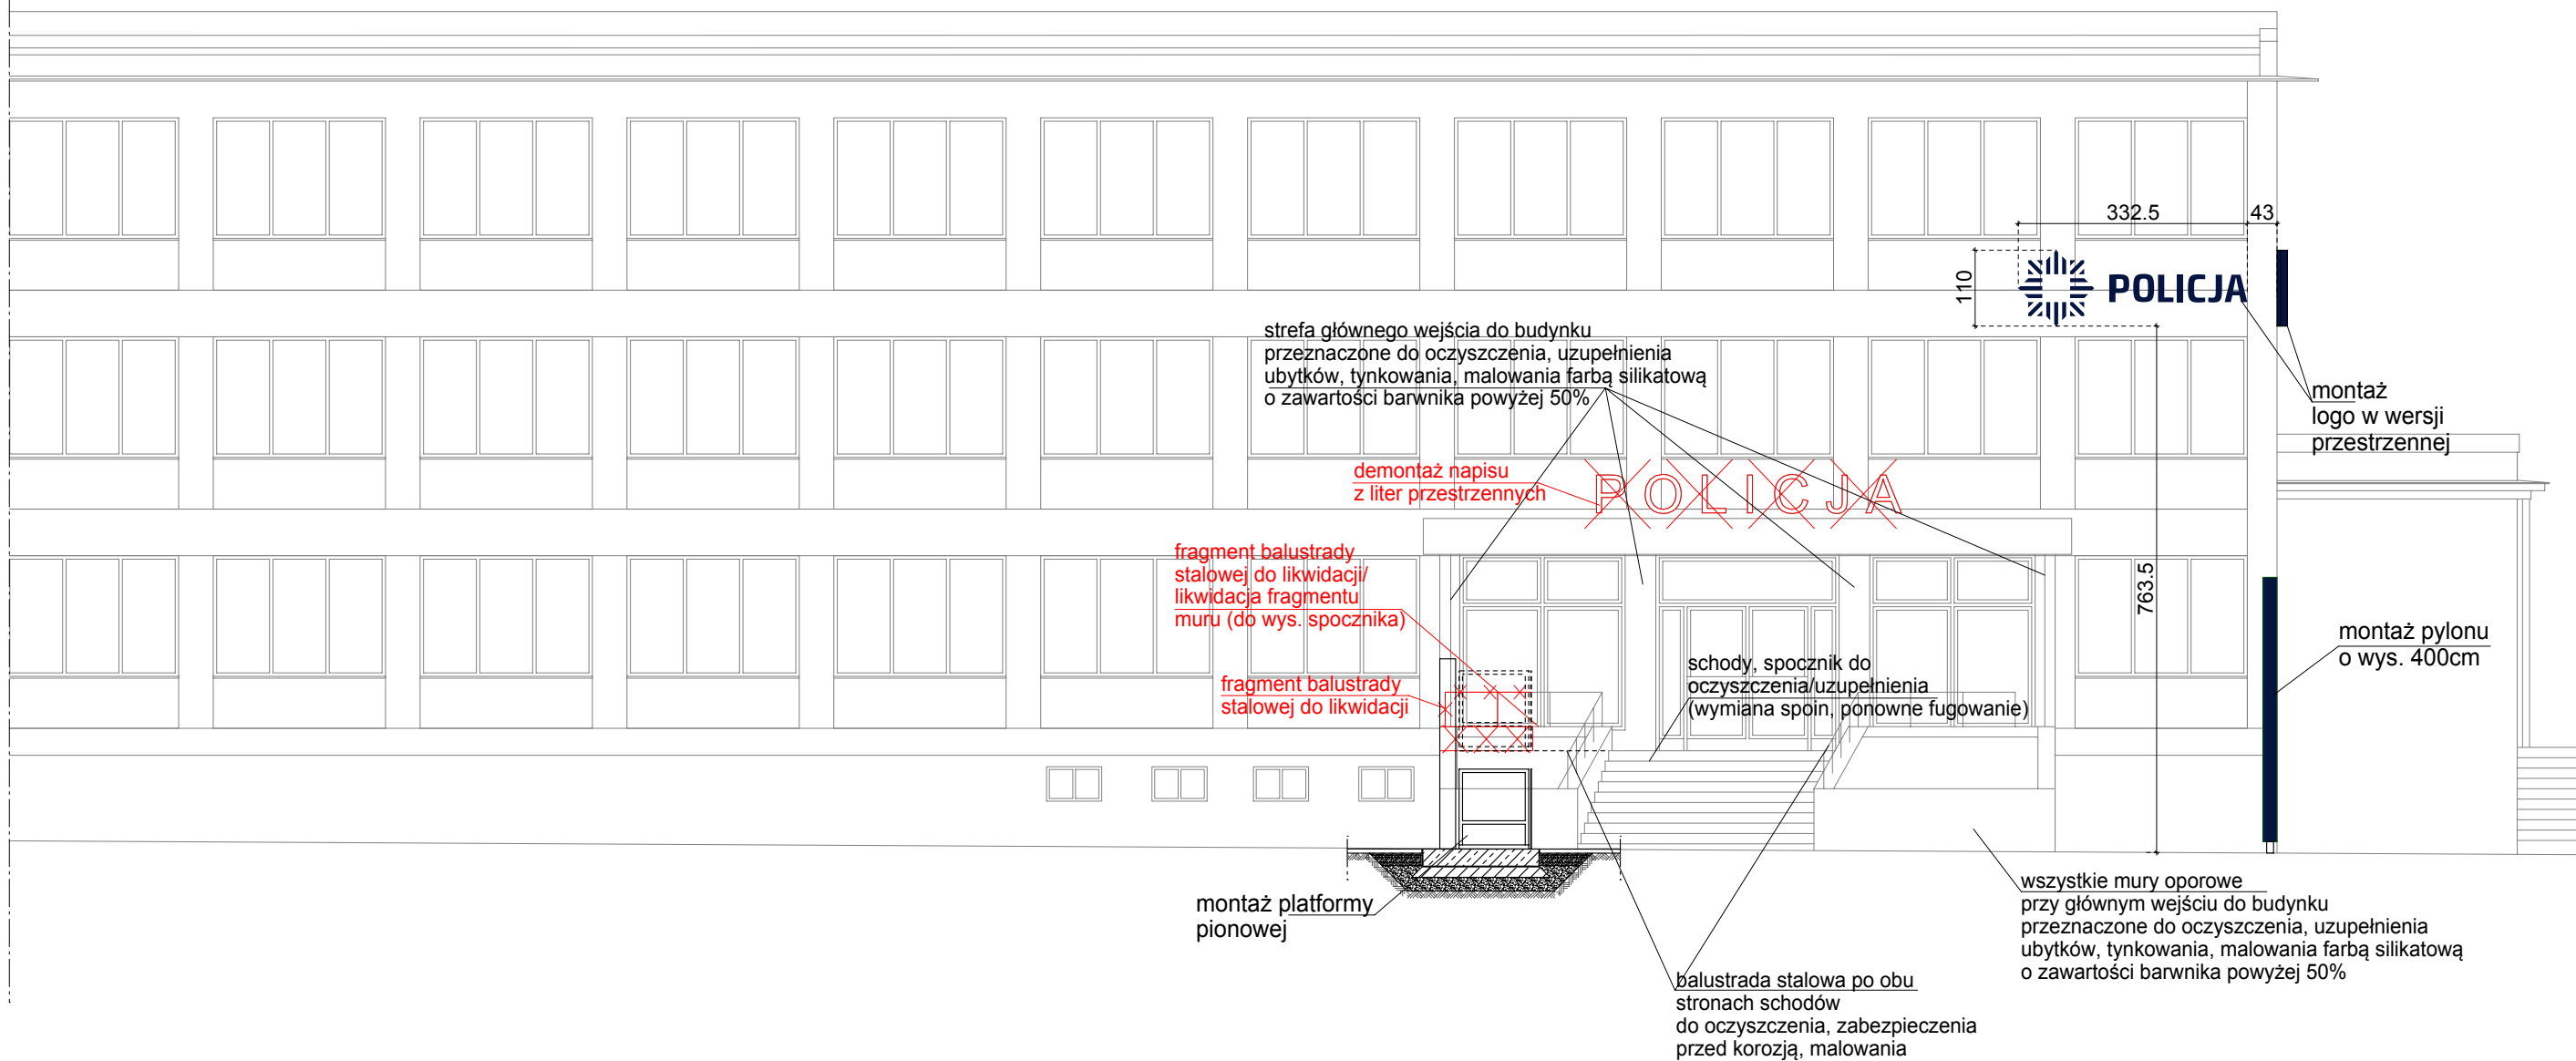 332.5
43
110
POLICJA
strefa głównego wejścia do budynku
przeznaczone do oczyszczenia, uzupełnienia
ubytków, tynkowania, malowania farbą silikatową
o zawartości barwnika powyżej 50%
montaż
logo w wersji
przestrzennej
demontaż napisu
z liter przestrzennych
POLICJA
fragment balustrady
stalowej do likwidacji/
likwidacja fragmentu
muru (do wys. spocznika)
763.5
montaż pylonu
o wys. 400cm
schody, spocznik do
oczyszczenia/uzupełnienia
(wymiana spoin, ponowne fugowanie)
fragment balustrady
stalowej do likwidacji
montaż platformy
pionowej
wszystkie mury oporowe
przy głównym wejściu do budynku
przeznaczone do oczyszczenia, uzupełnienia
ubytków, tynkowania, malowania farbą silikatową
o zawartości barwnika powyżej 50%
balustrada stalowa po obu
stronach schodów
do oczyszczenia, zabezpieczenia
przed korozją, malowania